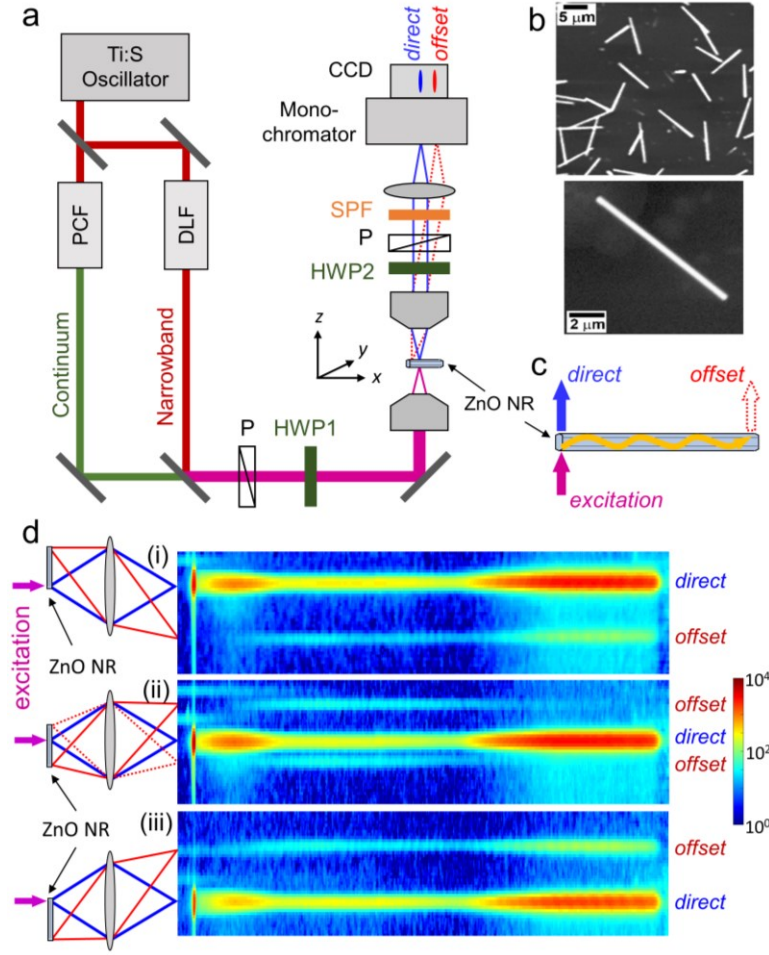 a
Ti:S
Oscillator
PCF
DLF
Continuum
Narrowband
P
HWP1
direct
offset
CCD
Mono-
chromator
SPF
P
HWP2
z
y
x
ZnO NR
b
5 μm
2 μm
c
direct
offset
excitation
d
excitation
(i)
direct
offset
ZnO NR
(ii)
offset
direct
offset
ZnO NR
(iii)
offset
direct
10⁴
10⁰